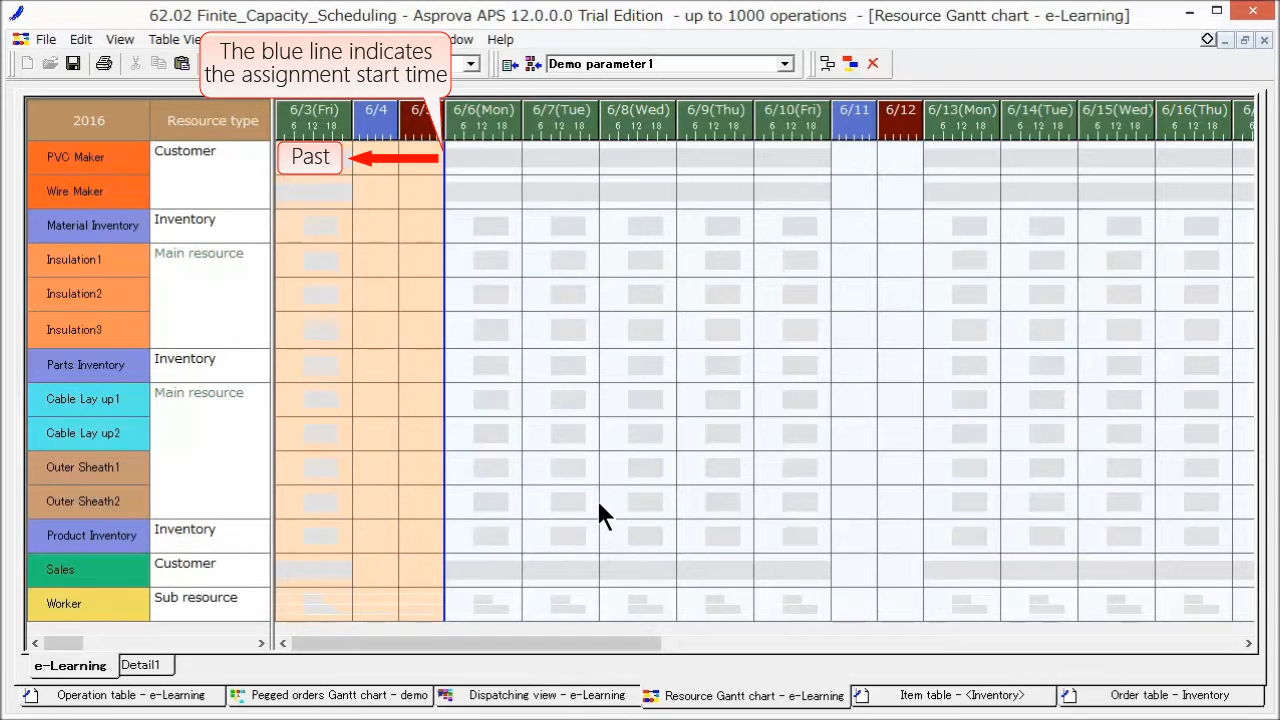 62.02 Finite_Capacity_Scheduling - Asprova APS 12.0.0.0 Trial Edition - up to 1000 operations - [Resource Gantt chart - e-Learning]
File Edit View Table Vie dow Help
The blue line indicates
the assignment start time
Demo parameter1
2016 Resource type
6/3(Fri) 6/4 6/5 6/6(Mon) 6/7(Tue) 6/8(Wed) 6/9(Thu) 6/10(Fri) 6/11 6/12 6/13(Mon) 6/14(Tue) 6/15(Wed) 6/16(Thu) 6/
6 12 18 6 12 18 6 12 18 6 12 18 6 12 18 6 12 18 6 12 18 6 12 18 6 12 18 6 12 18
PVC Maker Customer
Past
Wire Maker
Material Inventory Inventory
Insulation1 Main resource
Insulation2
Insulation3
Parts Inventory Inventory
Cable Lay up1 Main resource
Cable Lay up2
Outer Sheath1
Outer Sheath2
Product Inventory Inventory
Sales Customer
Worker Sub resource
e-Learning Detail1
Operation table - e-Learning Pegged orders Gantt chart - demo Dispatching view - e-Learning Resource Gantt chart - e-Learning Item table - <Inventory> Order table - Inventory